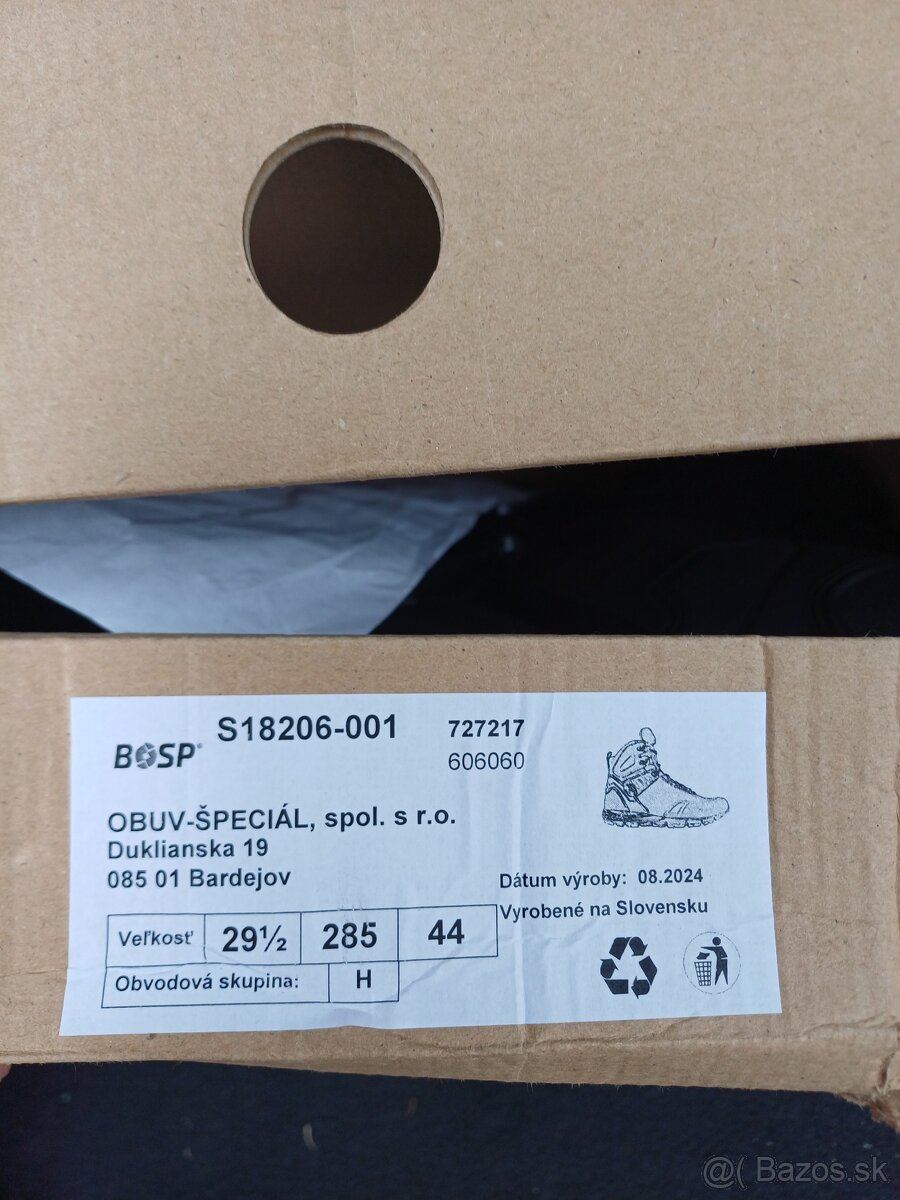 BOSP® S18206-001 727217
606060
OBUV-ŠPECIÁL, spol. s r.o.
Duklianska 19
085 01 Bardejov
Dátum výroby: 08.2024
Vyrobené na Slovensku
Veľkosť 29½ 285 44
Obvodová skupina: H
@( Bazos.sk